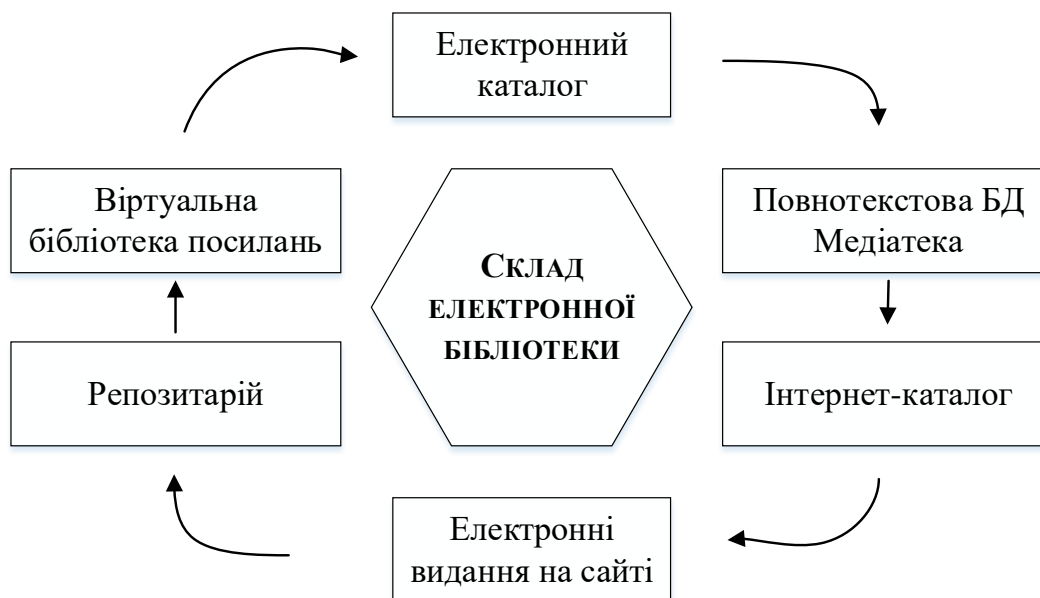 Електронний
каталог
Віртуальна
бібліотека посилань
Повнотекстова БД
Медіатека
СКЛАД
ЕЛЕКТРОННОЇ
БІБЛІОТЕКИ
Репозитарій
Інтернет-каталог
Електронні
видання на сайті